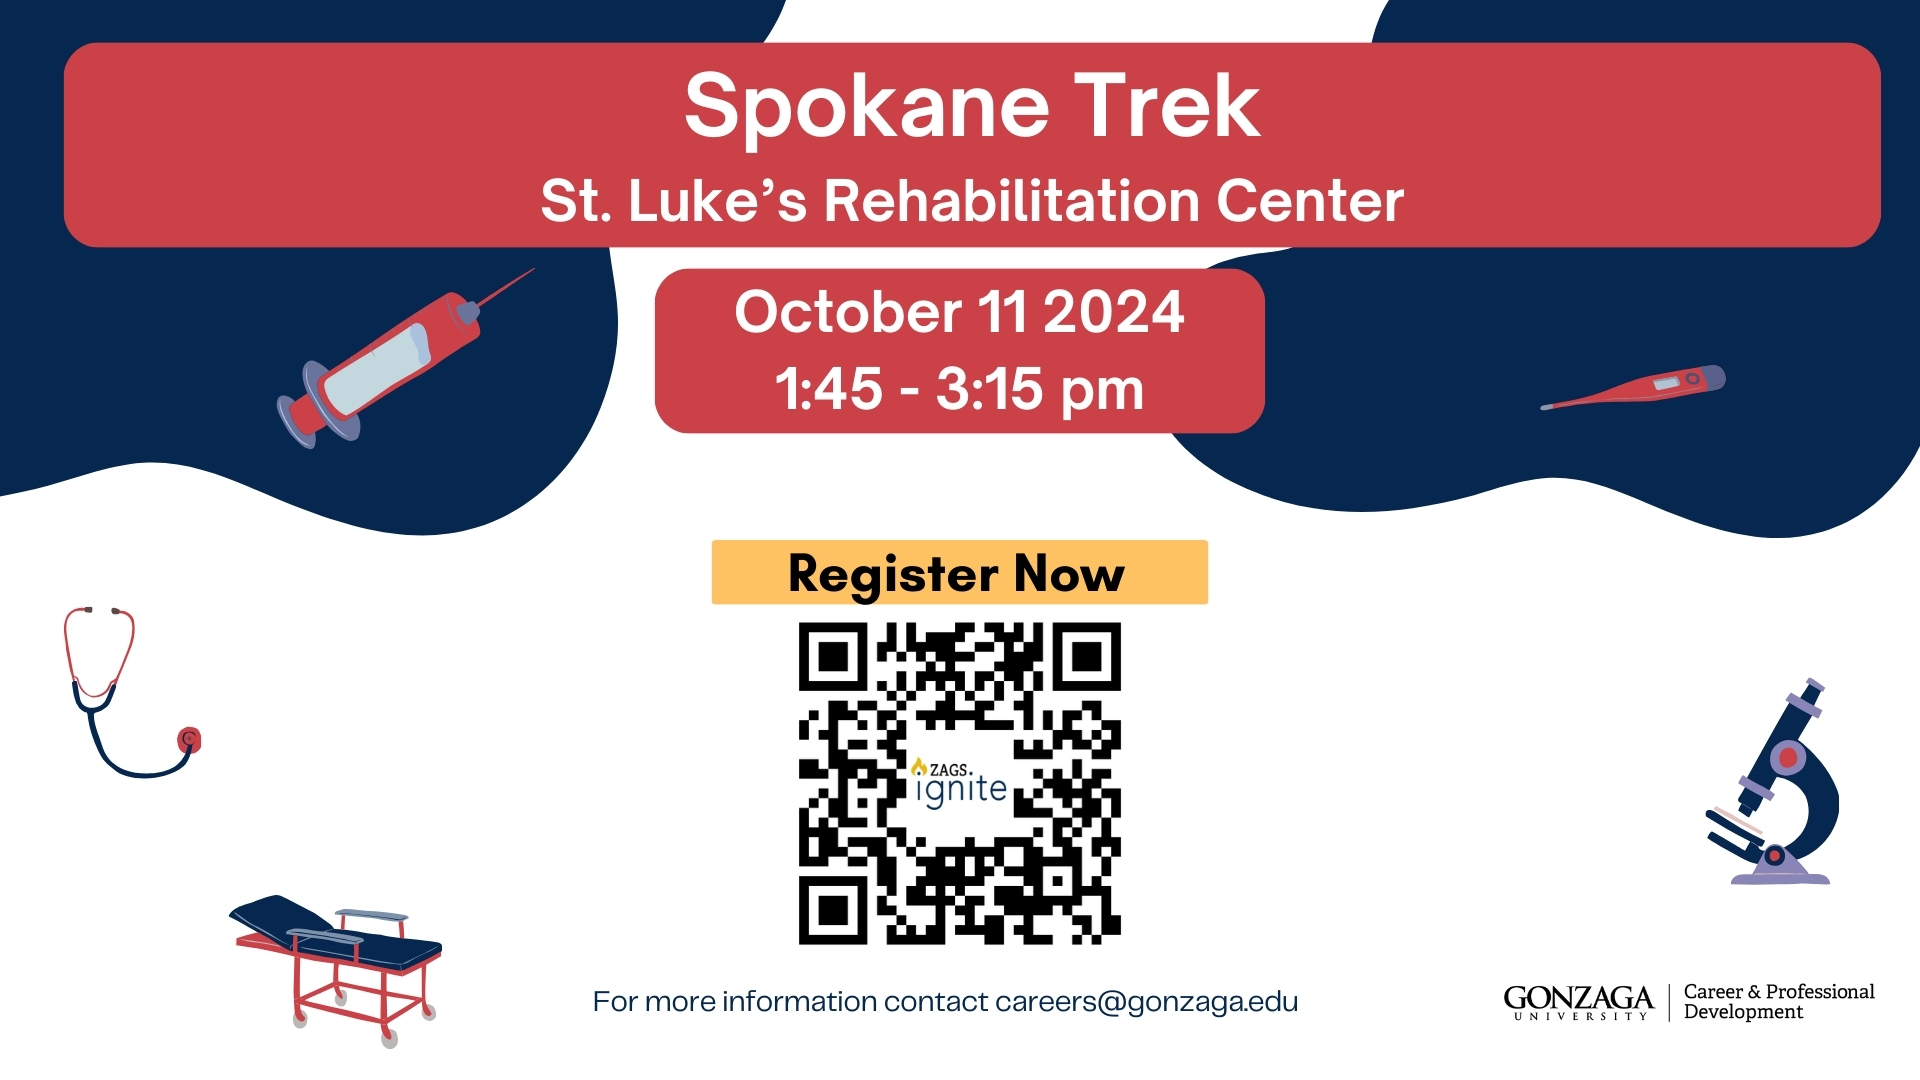 Spokane Trek
St. Luke’s Rehabilitation Center
October 11 2024
1:45 - 3:15 pm
Register Now
ZAGS.
ignite
For more information contact careers@gonzaga.edu
GONZAGA
UNIVERSITY
Career & Professional
Development